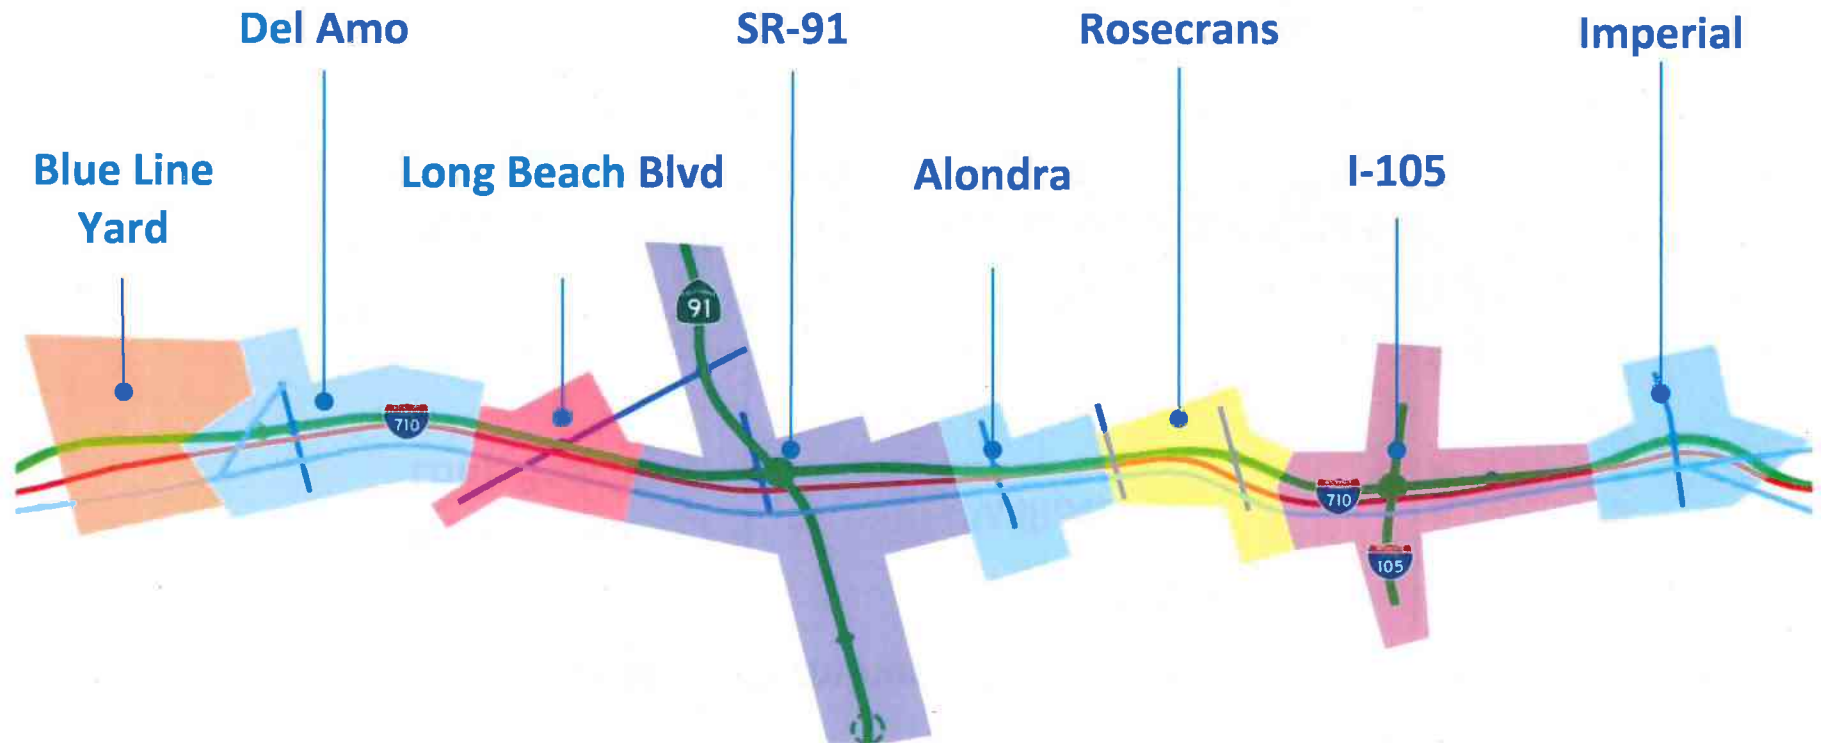 Del Amo
SR-91
Rosecrans
Imperial
Blue Line
Yard
Long Beach Blvd
Alondra
I-105
91
710
710
105